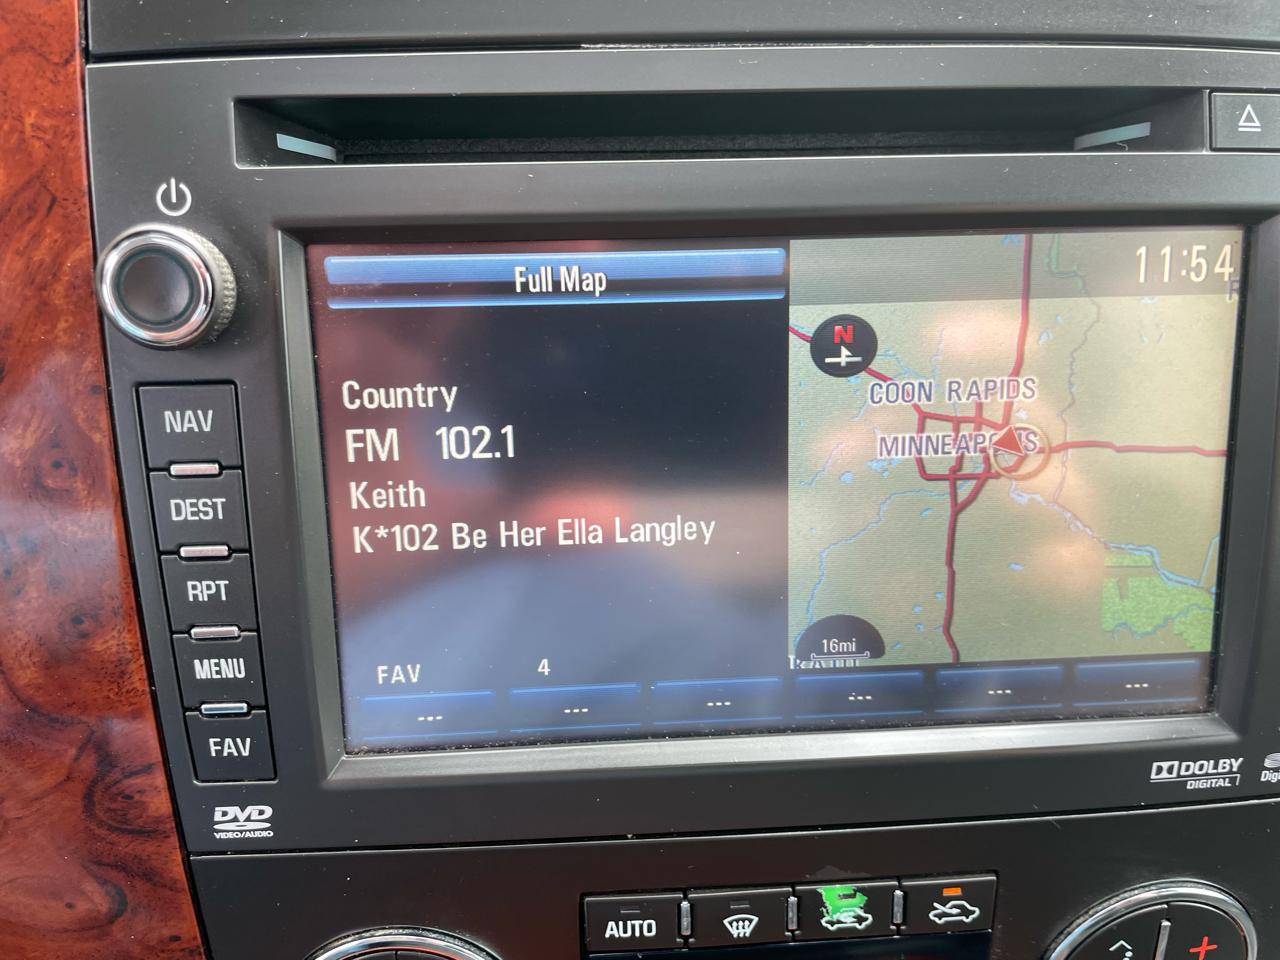 Full Map
11:54
N
Country
FM 102.1
Keith
K*102 Be Her Ella Langley
COON RAPIDS
MINNEAPOLIS
16mi
FAV 4
--- --- --- --- --- ---
NAV
DEST
RPT
MENU
FAV
DVD
VIDEO/AUDIO
DOLBY
DIGITAL
AUTO